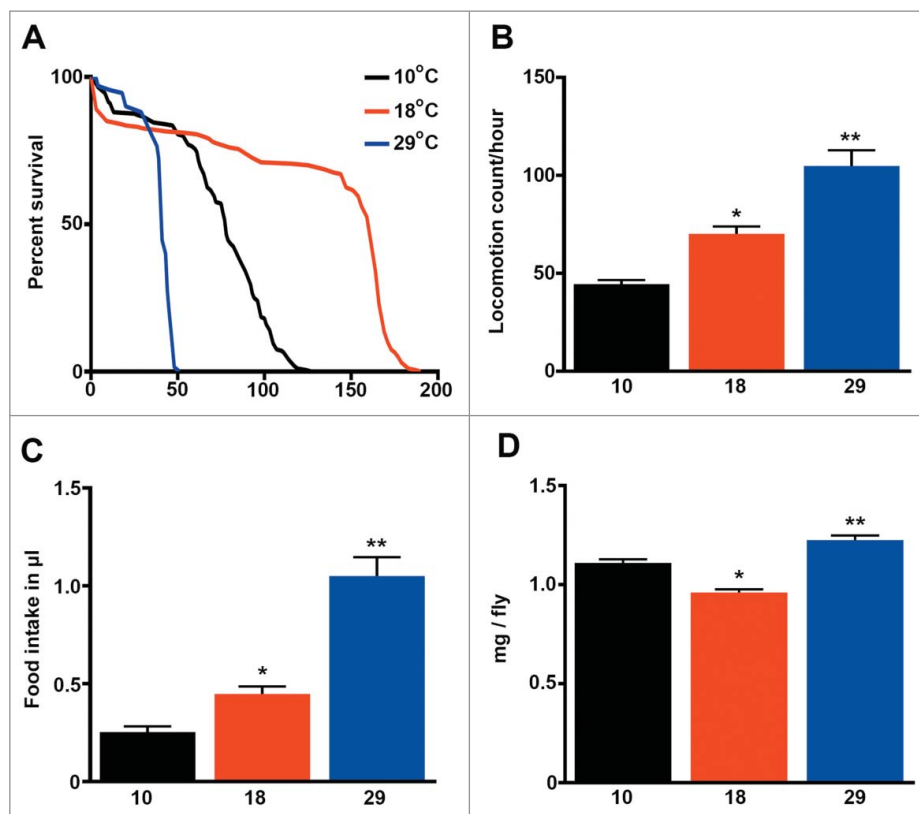 A
Percent survival
100
50
0
0 50 100 150 200
10°C
18°C
29°C
B
Locomotion count/hour
150
100
50
0
*
**
10 18 29
C
Food intake in µl
1.5
1.0
0.5
0
*
**
10 18 29
D
mg / fly
1.5
1.0
0.5
0
*
**
10 18 29